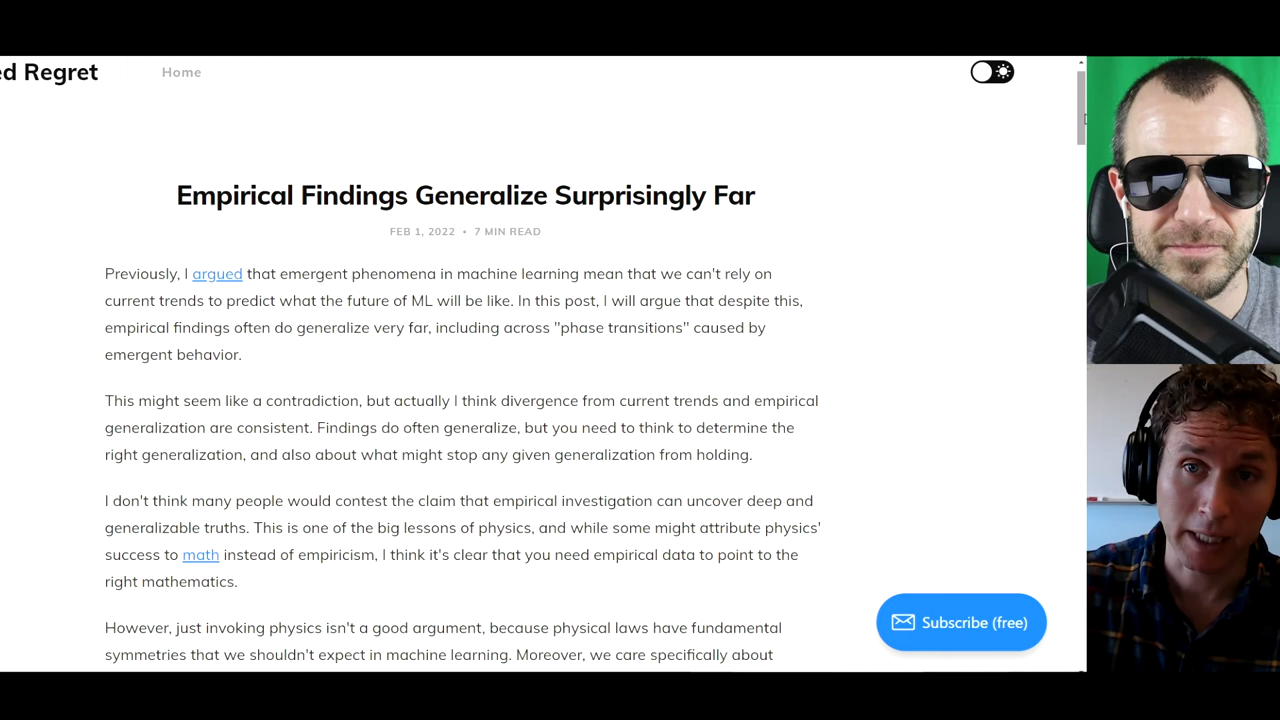 ed Regret
Home
Empirical Findings Generalize Surprisingly Far
FEB 1, 2022 • 7 MIN READ
Previously, I argued that emergent phenomena in machine learning mean that we can't rely on
current trends to predict what the future of ML will be like. In this post, I will argue that despite this,
empirical findings often do generalize very far, including across "phase transitions" caused by
emergent behavior.
This might seem like a contradiction, but actually I think divergence from current trends and empirical
generalization are consistent. Findings do often generalize, but you need to think to determine the
right generalization, and also about what might stop any given generalization from holding.
I don't think many people would contest the claim that empirical investigation can uncover deep and
generalizable truths. This is one of the big lessons of physics, and while some might attribute physics'
success to math instead of empiricism, I think it's clear that you need empirical data to point to the
right mathematics.
However, just invoking physics isn't a good argument, because physical laws have fundamental
symmetries that we shouldn't expect in machine learning. Moreover, we care specifically about
Subscribe (free)